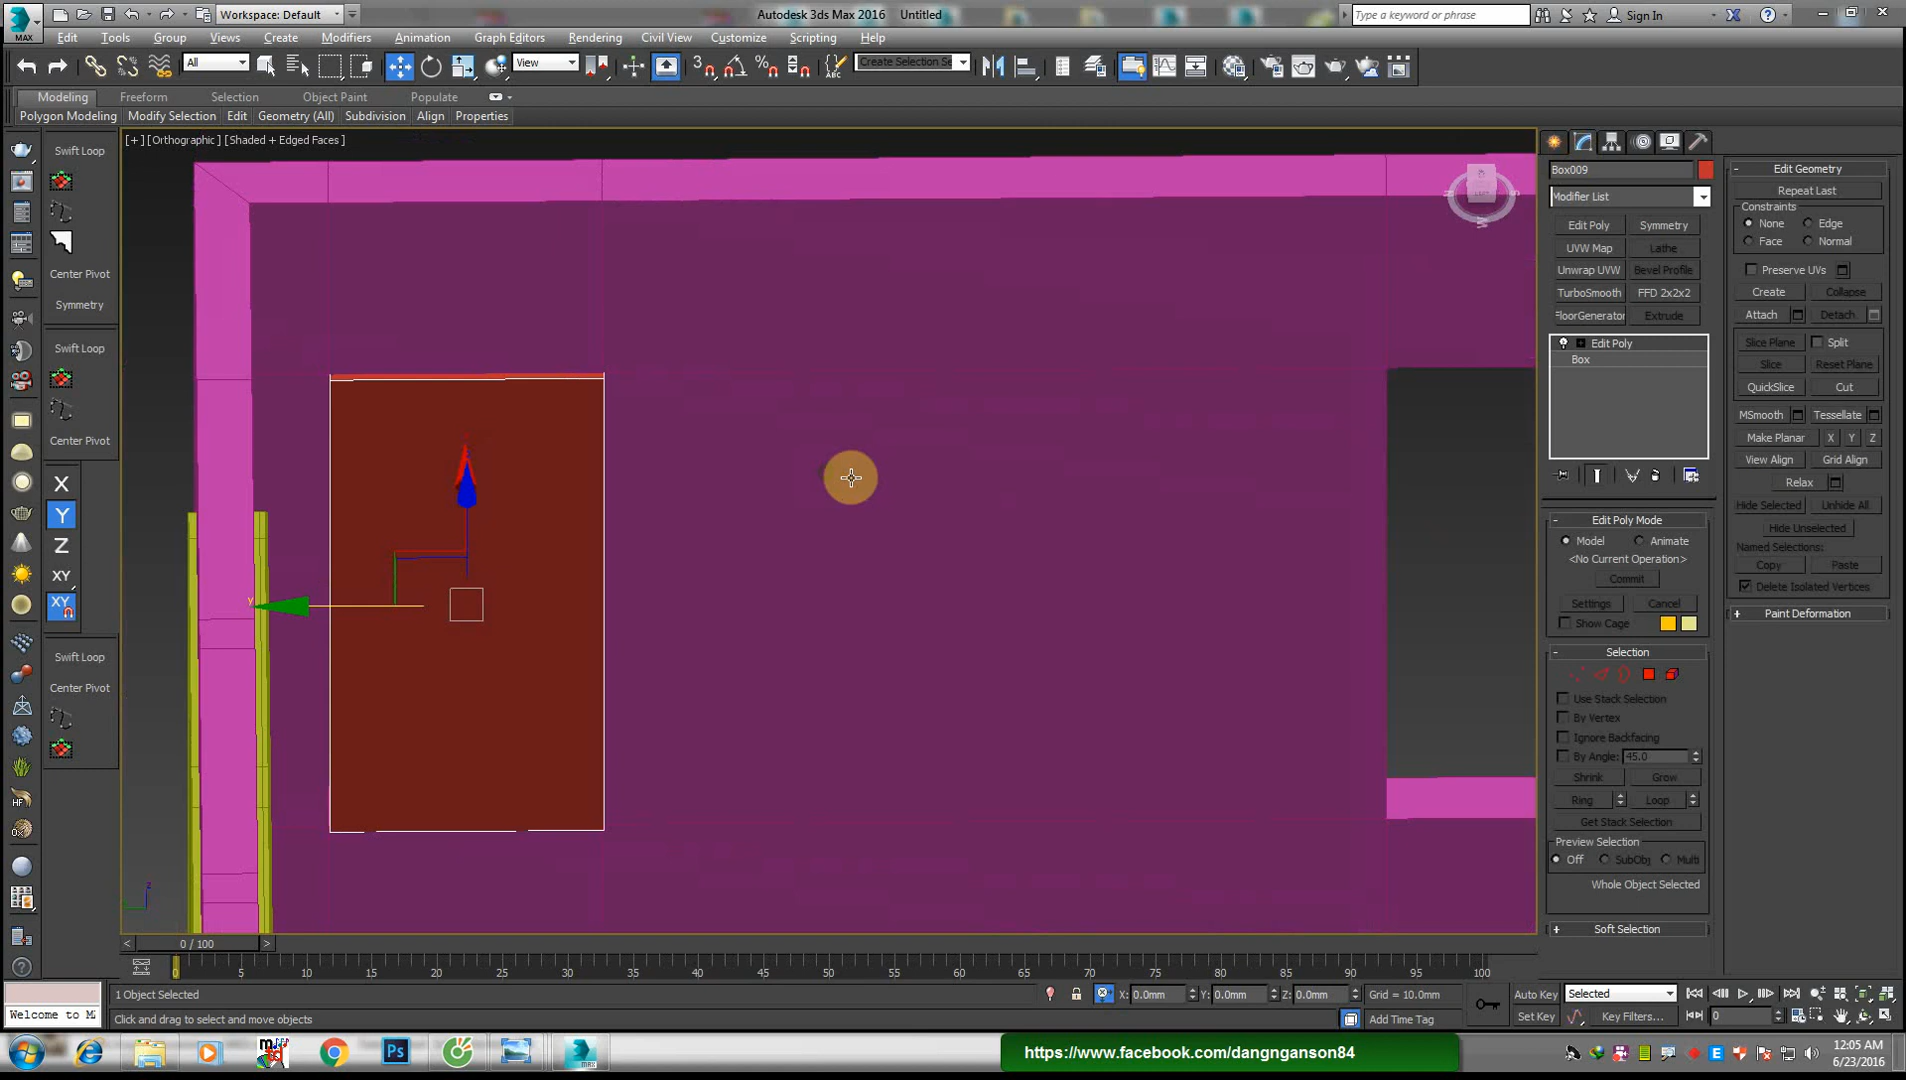 Workspace: Default
Autodesk 3ds Max 2016 Untitled
Type a keyword or phrase
Sign In
MAX
Edit Tools Group Views Create Modifiers Animation Graph Editors Rendering Civil View Customize Scripting Help
All
View
Create Selection Se
Modeling Freeform Selection Object Paint Populate
Polygon Modeling Modify Selection Edit Geometry (All) Subdivision Align Properties
[+] [Orthographic] [Shaded + Edged Faces]
Swift Loop
Center Pivot
Symmetry
Swift Loop
Center Pivot
X
Y
Z
XY
XY
Swift Loop
Center Pivot
HF
y
z
Box009
Modifier List
Edit Poly Symmetry
UVW Map Lathe
Unwrap UVW Bevel Profile
TurboSmooth FFD 2x2x2
FloorGenerator Extrude
Edit Poly
Box
Edit Poly Mode
Model Animate
<No Current Operation>
Commit
Settings Cancel
Show Cage
Selection
Use Stack Selection
By Vertex
Ignore Backfacing
By Angle: 45.0
Shrink Grow
Ring Loop
Get Stack Selection
Preview Selection
Off SubObj Multi
Whole Object Selected
Soft Selection
Edit Geometry
Repeat Last
Constraints
None Edge
Face Normal
Preserve UVs
Create Collapse
Attach Detach
Slice Plane Split
Slice Reset Plane
QuickSlice Cut
MSmooth Tessellate
Make Planar X Y Z
View Align Grid Align
Relax
Hide Selected Unhide All
Hide Unselected
Named Selections:
Copy Paste
Delete Isolated Vertices
Paint Deformation
< 0 / 100 >
0 5 10 15 20 25 30 35 40 45 50 55 60 65 70 75 80 85 90 95 100
1 Object Selected
X: 0.0mm Y: 0.0mm Z: 0.0mm Grid = 10.0mm
Auto Key Selected
Welcome to M
Click and drag to select and move objects
Add Time Tag
Set Key Key Filters... 0
Ps
MAX
https://www.facebook.com/dangnganson84
12:05 AM
6/23/2016